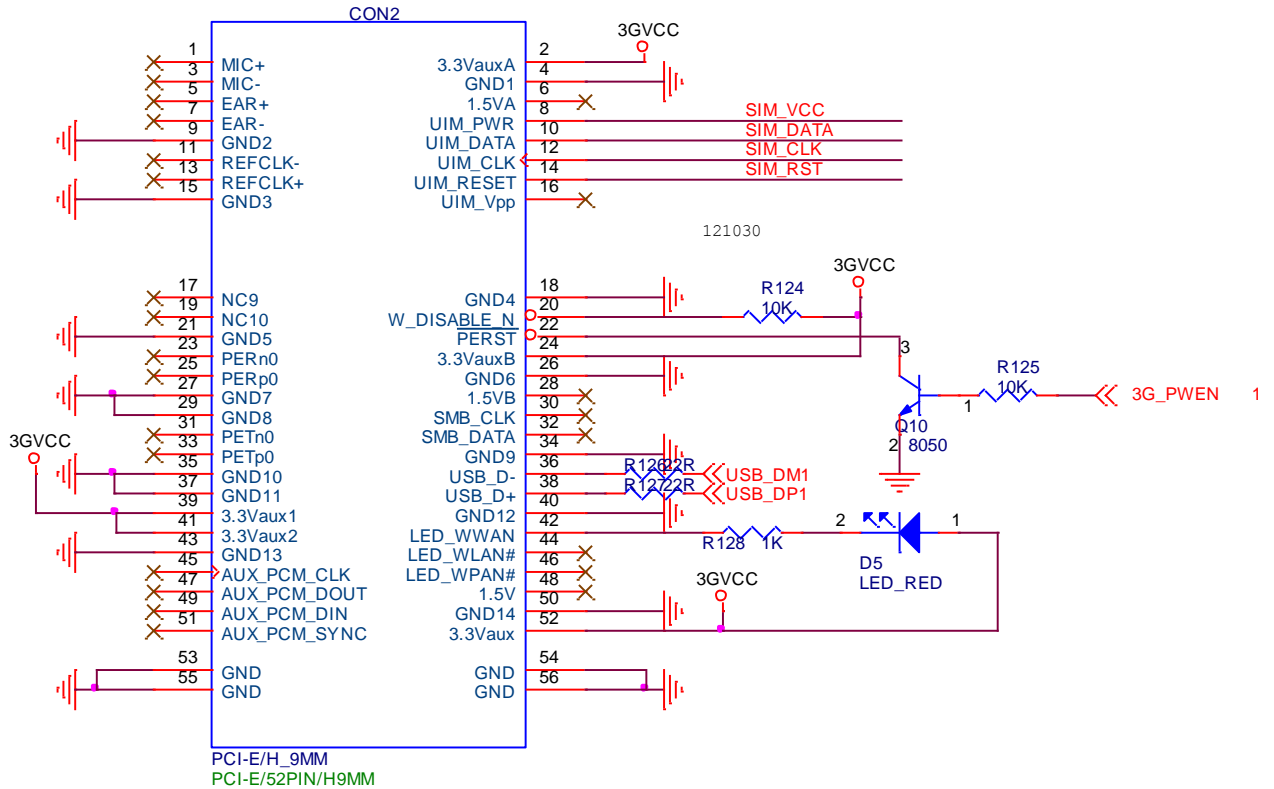 CON2
3GVCC
1 MIC+ 3.3VauxA 2
3 MIC- GND1 4
5 EAR+ 1.5VA 6
7 EAR- UIM_PWR 8 SIM_VCC
9 GND2 UIM_DATA 10 SIM_DATA
11 REFCLK- UIM_CLK 12 SIM_CLK
13 REFCLK+ UIM_RESET 14 SIM_RST
15 GND3 UIM_Vpp 16
121030
3GVCC
17 NC9 GND4 18
R124
10K
19 NC10 W_DISABLE_N 20
21 GND5 PERST 22
23 PERn0 3.3VauxB 24
25 PERp0 GND6 26
27 GND7 1.5VB 28
29 GND8 SMB_CLK 30
31 PETn0 SMB_DATA 32
33 PETp0 GND9 34
3
R125
10K
1
3G_PWEN 1
Q10
2 8050
3GVCC
35 GND10 USB_D- 36 R126 22R USB_DM1
37 GND11 USB_D+ 38 R127 22R USB_DP1
39 3.3Vaux1 GND12 40
41 3.3Vaux2 LED_WWAN 42 R128 1K 2 1
43 GND13 LED_WLAN# 44
D5
LED_RED
45 AUX_PCM_CLK LED_WPAN# 46
47 AUX_PCM_DOUT 1.5V 48
3GVCC
49 AUX_PCM_DIN GND14 50
51 AUX_PCM_SYNC 3.3Vaux 52
53 GND GND 54
55 GND GND 56
PCI-E/H_9MM
PCI-E/52PIN/H9MM